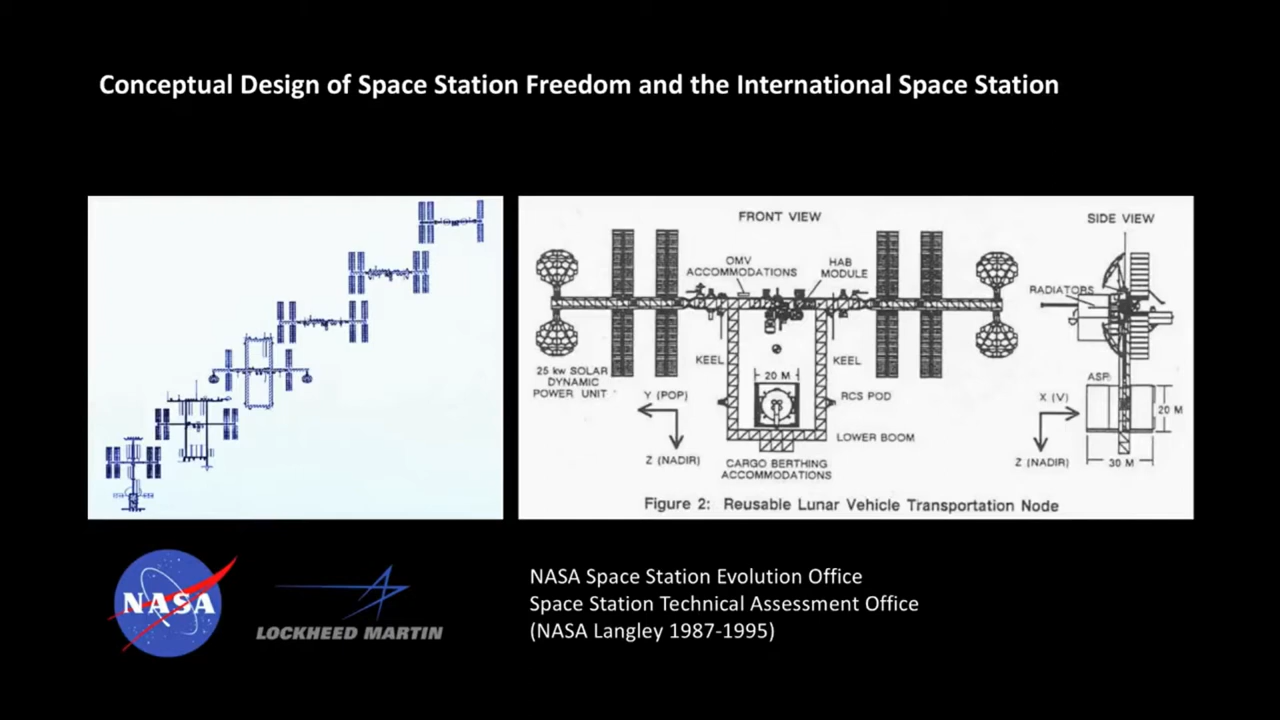 Conceptual Design of Space Station Freedom and the International Space Station
FRONT VIEW
SIDE VIEW
OMV
ACCOMMODATIONS
HAB
MODULE
RADIATORS
KEEL
KEEL
25 kw SOLAR
DYNAMIC
POWER UNIT
20 M
Y (POP)
Z (NADIR)
RCS POD
LOWER BOOM
CARGO BERTHING
ACCOMMODATIONS
ASP
X (V)
20 M
Z (NADIR)
30 M
Figure 2: Reusable Lunar Vehicle Transportation Node
NASA
LOCKHEED MARTIN
NASA Space Station Evolution Office
Space Station Technical Assessment Office
(NASA Langley 1987-1995)